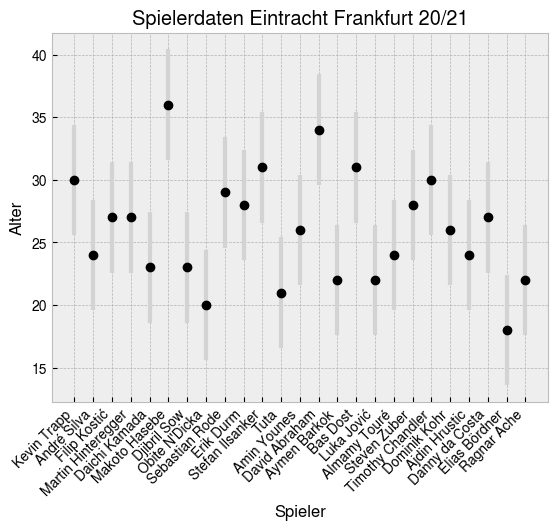 Spielerdaten Eintracht Frankfurt 20/21
Alter
40
35
30
25
20
15
Kevin Trapp
André Silva
Filip Kostić
Martin Hinteregger
Daichi Kamada
Makoto Hasebe
Djibril Sow
Obite N'Dicka
Sebastian Rode
Erik Durm
Stefan Ilsanker
Tuta
Amin Younes
David Abraham
Aymen Barkok
Bas Dost
Luka Jović
Almamy Touré
Steven Zuber
Timothy Chandler
Dominik Kohr
Ajdin Hrustic
Danny da Costa
Elias Bördner
Ragnar Ache
Spieler